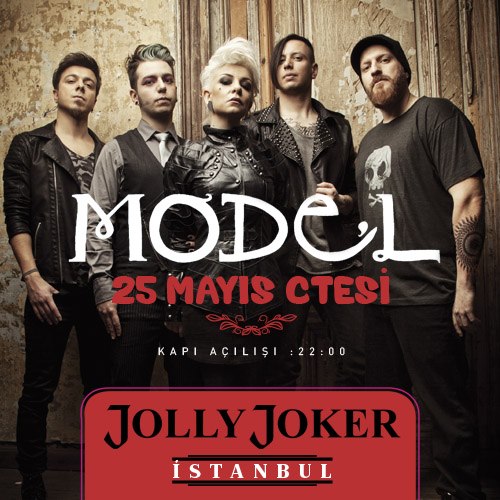 MODEL
25 MAYIS CTESİ
KAPI AÇILIŞI :22:00
JOLLY JOKER
İSTANBUL